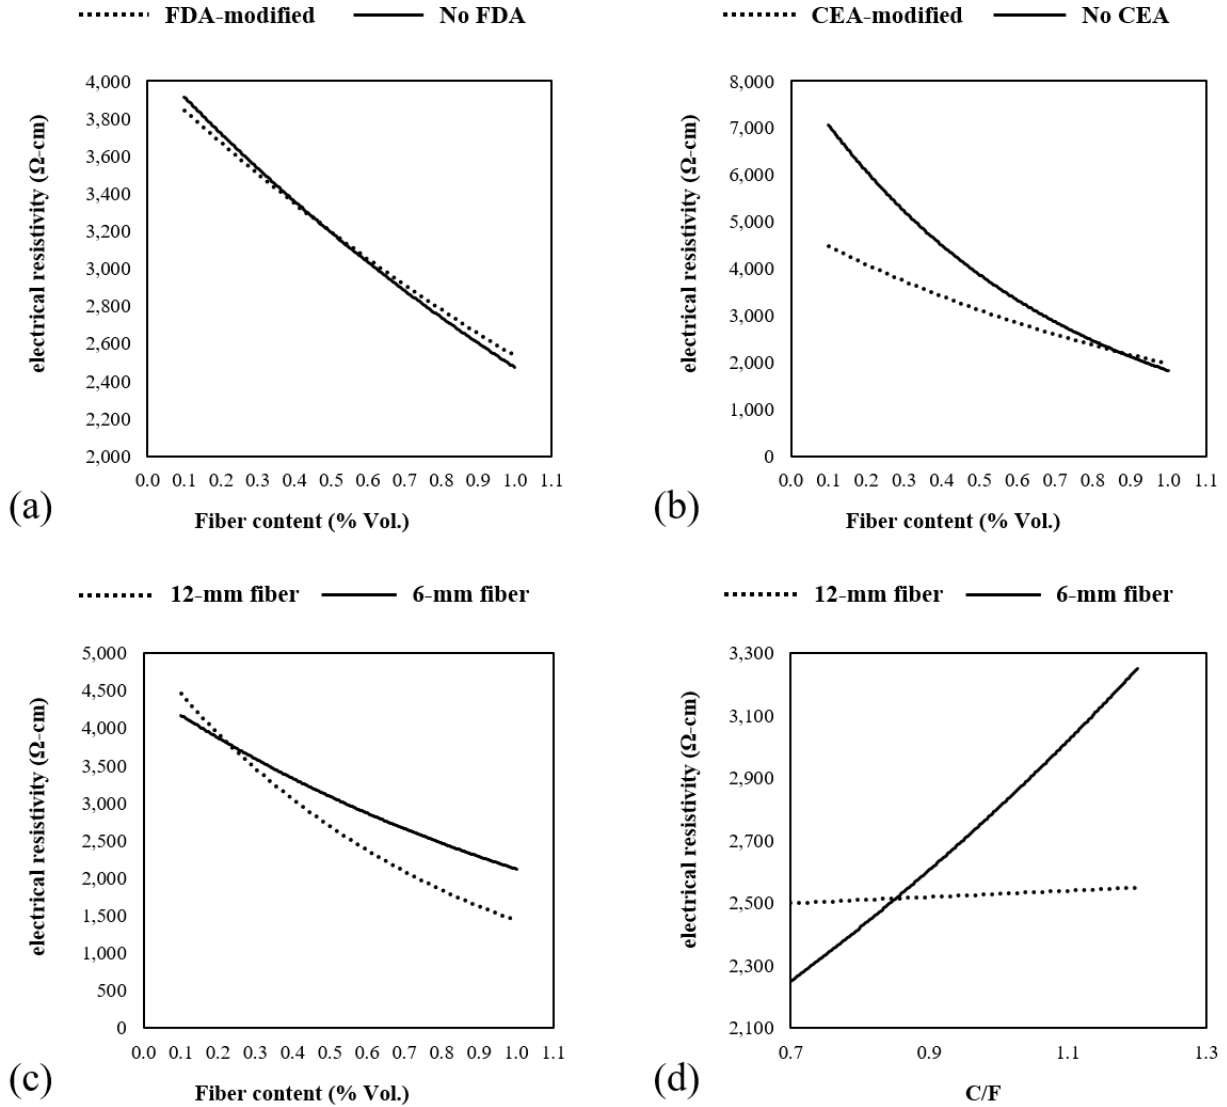 FDA-modified No FDA
4,000
3,800
3,600
3,400
3,200
3,000
2,800
2,600
2,400
2,200
2,000
electrical resistivity (Ω-cm)
0.0 0.1 0.2 0.3 0.4 0.5 0.6 0.7 0.8 0.9 1.0 1.1
Fiber content (% Vol.)
(a)
CEA-modified No CEA
8,000
7,000
6,000
5,000
4,000
3,000
2,000
1,000
0
electrical resistivity (Ω-cm)
0.0 0.1 0.2 0.3 0.4 0.5 0.6 0.7 0.8 0.9 1.0 1.1
Fiber content (% Vol.)
(b)
12-mm fiber 6-mm fiber
5,000
4,500
4,000
3,500
3,000
2,500
2,000
1,500
1,000
500
0
electrical resistivity (Ω-cm)
0.0 0.1 0.2 0.3 0.4 0.5 0.6 0.7 0.8 0.9 1.0 1.1
Fiber content (% Vol.)
(c)
12-mm fiber 6-mm fiber
3,300
3,100
2,900
2,700
2,500
2,300
2,100
electrical resistivity (Ω-cm)
0.7 0.9 1.1 1.3
C/F
(d)